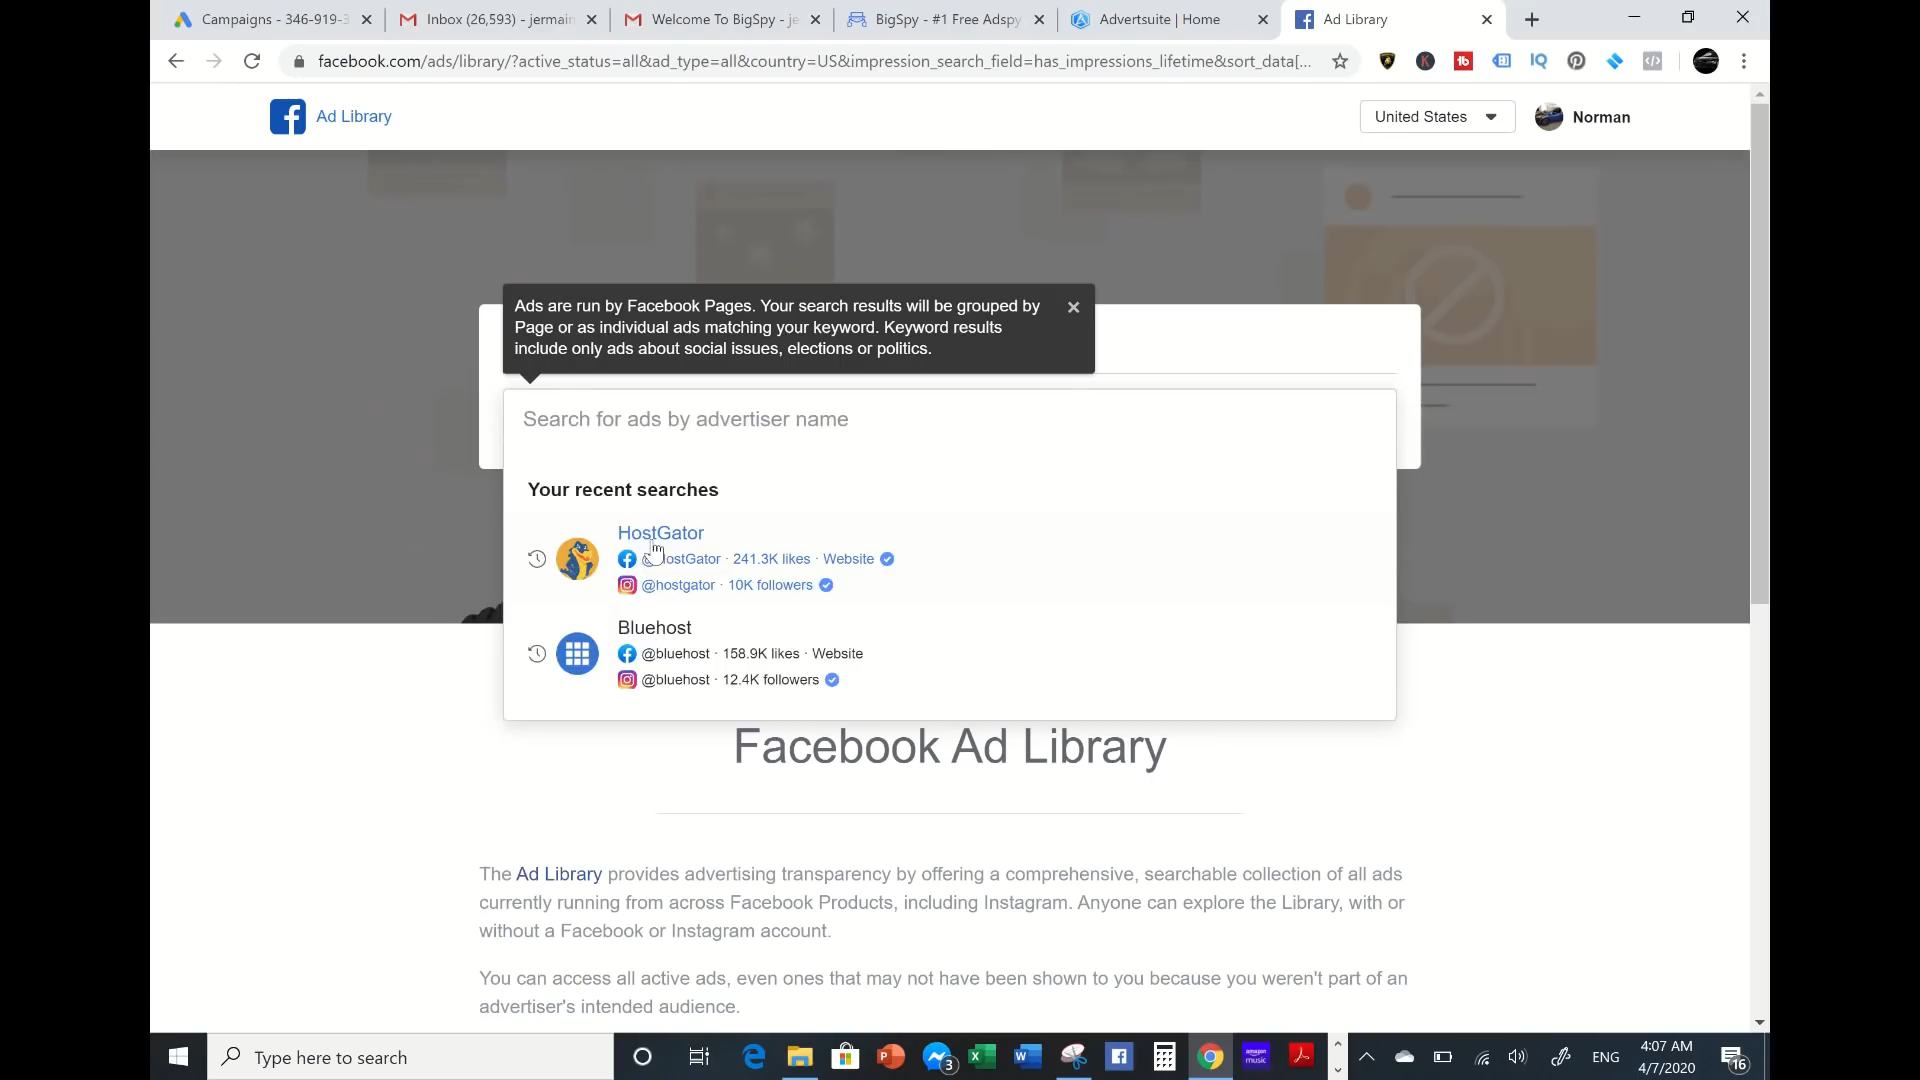 Campaigns - 346-919-3
Inbox (26,593) - jermain
Welcome To BigSpy - je
BigSpy - #1 Free Adspy
Advertsuite | Home
Ad Library
facebook.com/ads/library/?active_status=all&ad_type=all&country=US&impression_search_field=has_impressions_lifetime&sort_data[...
Ad Library
United States
Norman
Ads are run by Facebook Pages. Your search results will be grouped by
Page or as individual ads matching your keyword. Keyword results
include only ads about social issues, elections or politics.
Search for ads by advertiser name
Your recent searches
HostGator
@HostGator · 241.3K likes · Website
@hostgator · 10K followers
Bluehost
@bluehost · 158.9K likes · Website
@bluehost · 12.4K followers
Facebook Ad Library
The Ad Library provides advertising transparency by offering a comprehensive, searchable collection of all ads
currently running from across Facebook Products, including Instagram. Anyone can explore the Library, with or
without a Facebook or Instagram account.
You can access all active ads, even ones that may not have been shown to you because you weren't part of an
advertiser's intended audience.
Type here to search
3
amazon music
ENG
4:07 AM
4/7/2020
16